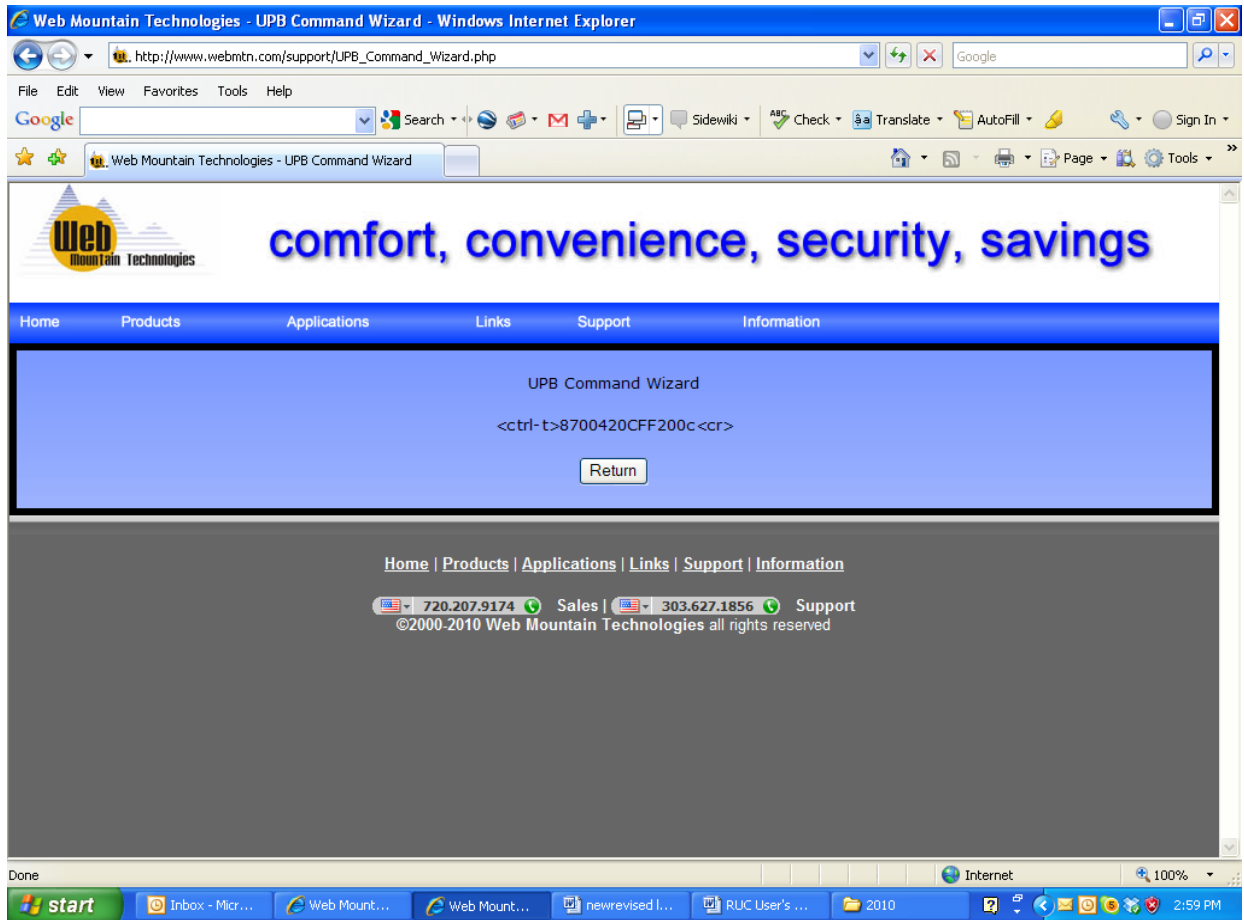 Web Mountain Technologies - UPB Command Wizard - Windows Internet Explorer
http://www.webmtn.com/support/UPB_Command_Wizard.php
Google
File Edit View Favorites Tools Help
Google Search Sidewiki ABC Check Translate AutoFill Sign In
Web Mountain Technologies - UPB Command Wizard
Page Tools »
Web
Mountain Technologies
comfort, convenience, security, savings
Home Products Applications Links Support Information
UPB Command Wizard
<ctrl-t>8700420CFF200c<cr>
Return
Home | Products | Applications | Links | Support | Information
720.207.9174 Sales | 303.627.1856 Support
©2000-2010 Web Mountain Technologies all rights reserved
Done Internet 100%
start Inbox - Micr... Web Mount... Web Mount... newrevised l... RUC User's ... 2010 2:59 PM